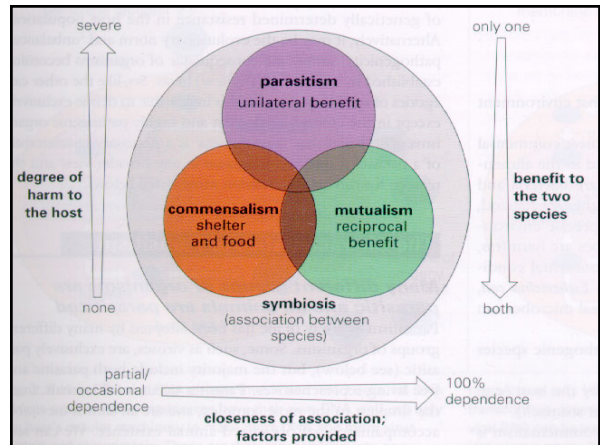 severe
only one
parasitism
unilateral benefit
degree of
harm to
the host
benefit to
the two
species
commensalism
shelter
and food
mutualism
reciprocal
benefit
none
symbiosis
(association between
species)
both
partial/
occasional
dependence
100%
dependence
closeness of association;
factors provided